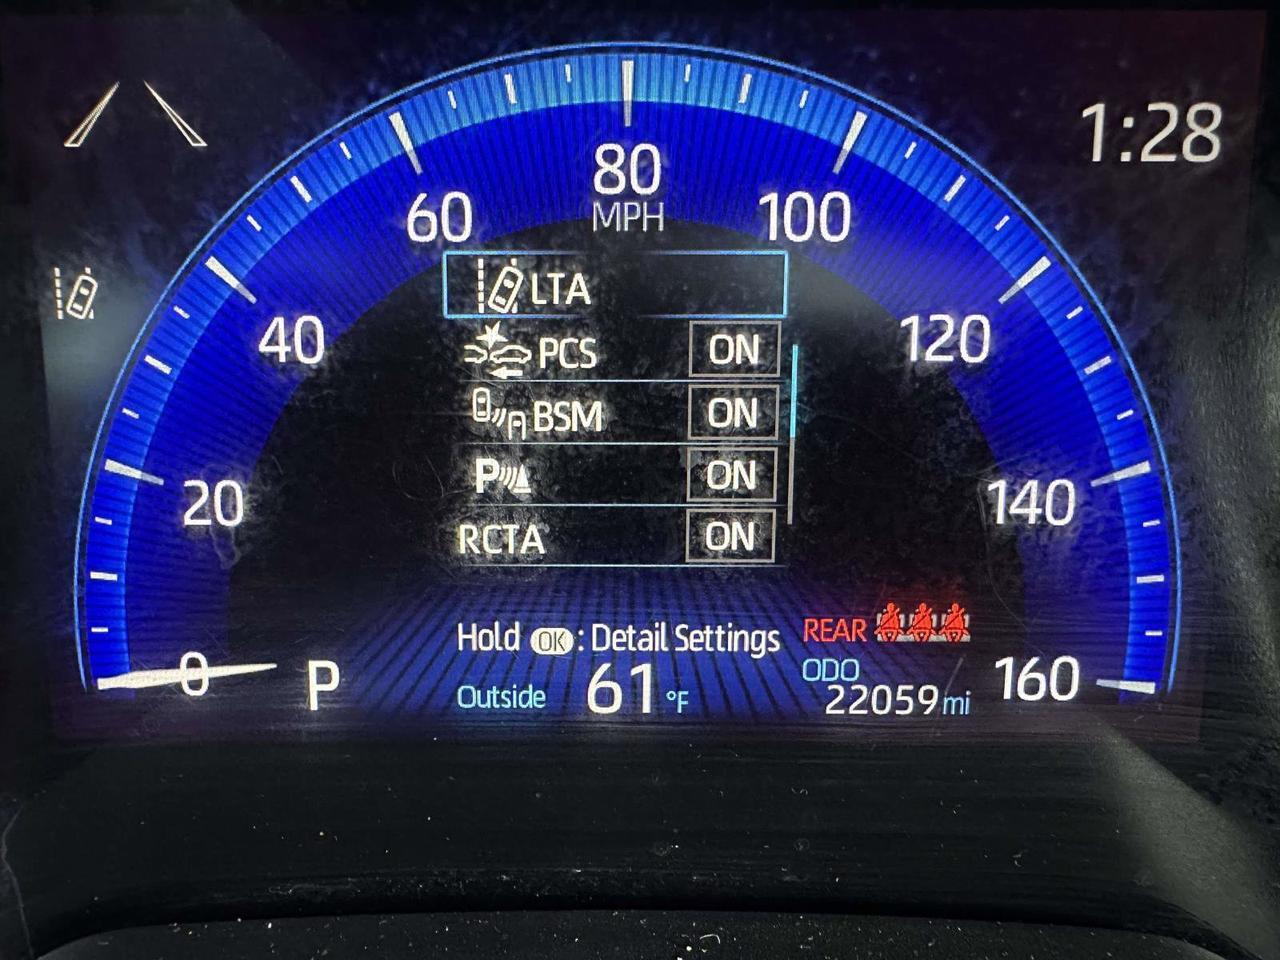 1:28
80
MPH
60
100
40
120
20
140
0
160
LTA
PCS ON
BSM ON
P ON
RCTA ON
Hold OK : Detail Settings
REAR
P
Outside 61 °F
ODO
22059 mi